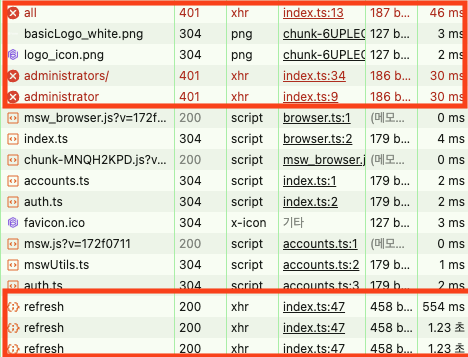 all 401 xhr index.ts:13 187 b... 46 ms
basicLogo_white.png 304 png chunk-6UPLEC 127 b... 3 ms
logo_icon.png 304 png chunk-6UPLEC 127 b... 2 ms
administrators/ 401 xhr index.ts:34 186 b... 30 ms
administrator 401 xhr index.ts:9 186 b... 30 ms
msw_browser.js?v=172f... 200 script browser.ts:1 (메모... 0 ms
index.ts 304 script browser.ts:2 179 b... 4 ms
chunk-MNQH2KPD.js?v... 200 script msw_browser.j (메모... 0 ms
accounts.ts 304 script index.ts:1 179 b... 2 ms
auth.ts 304 script index.ts:2 179 b... 2 ms
favicon.ico 304 x-icon 기타 127 b... 3 ms
msw.js?v=172f0711 200 script accounts.ts:1 (메모... 0 ms
mswUtils.ts 304 script accounts.ts:2 179 b... 1 ms
auth.ts 304 script accounts.ts:3 179 b... 2 ms
refresh 200 xhr index.ts:47 458 b... 554 ms
refresh 200 xhr index.ts:47 458 b... 1.23 초
refresh 200 xhr index.ts:47 458 b... 1.23 초